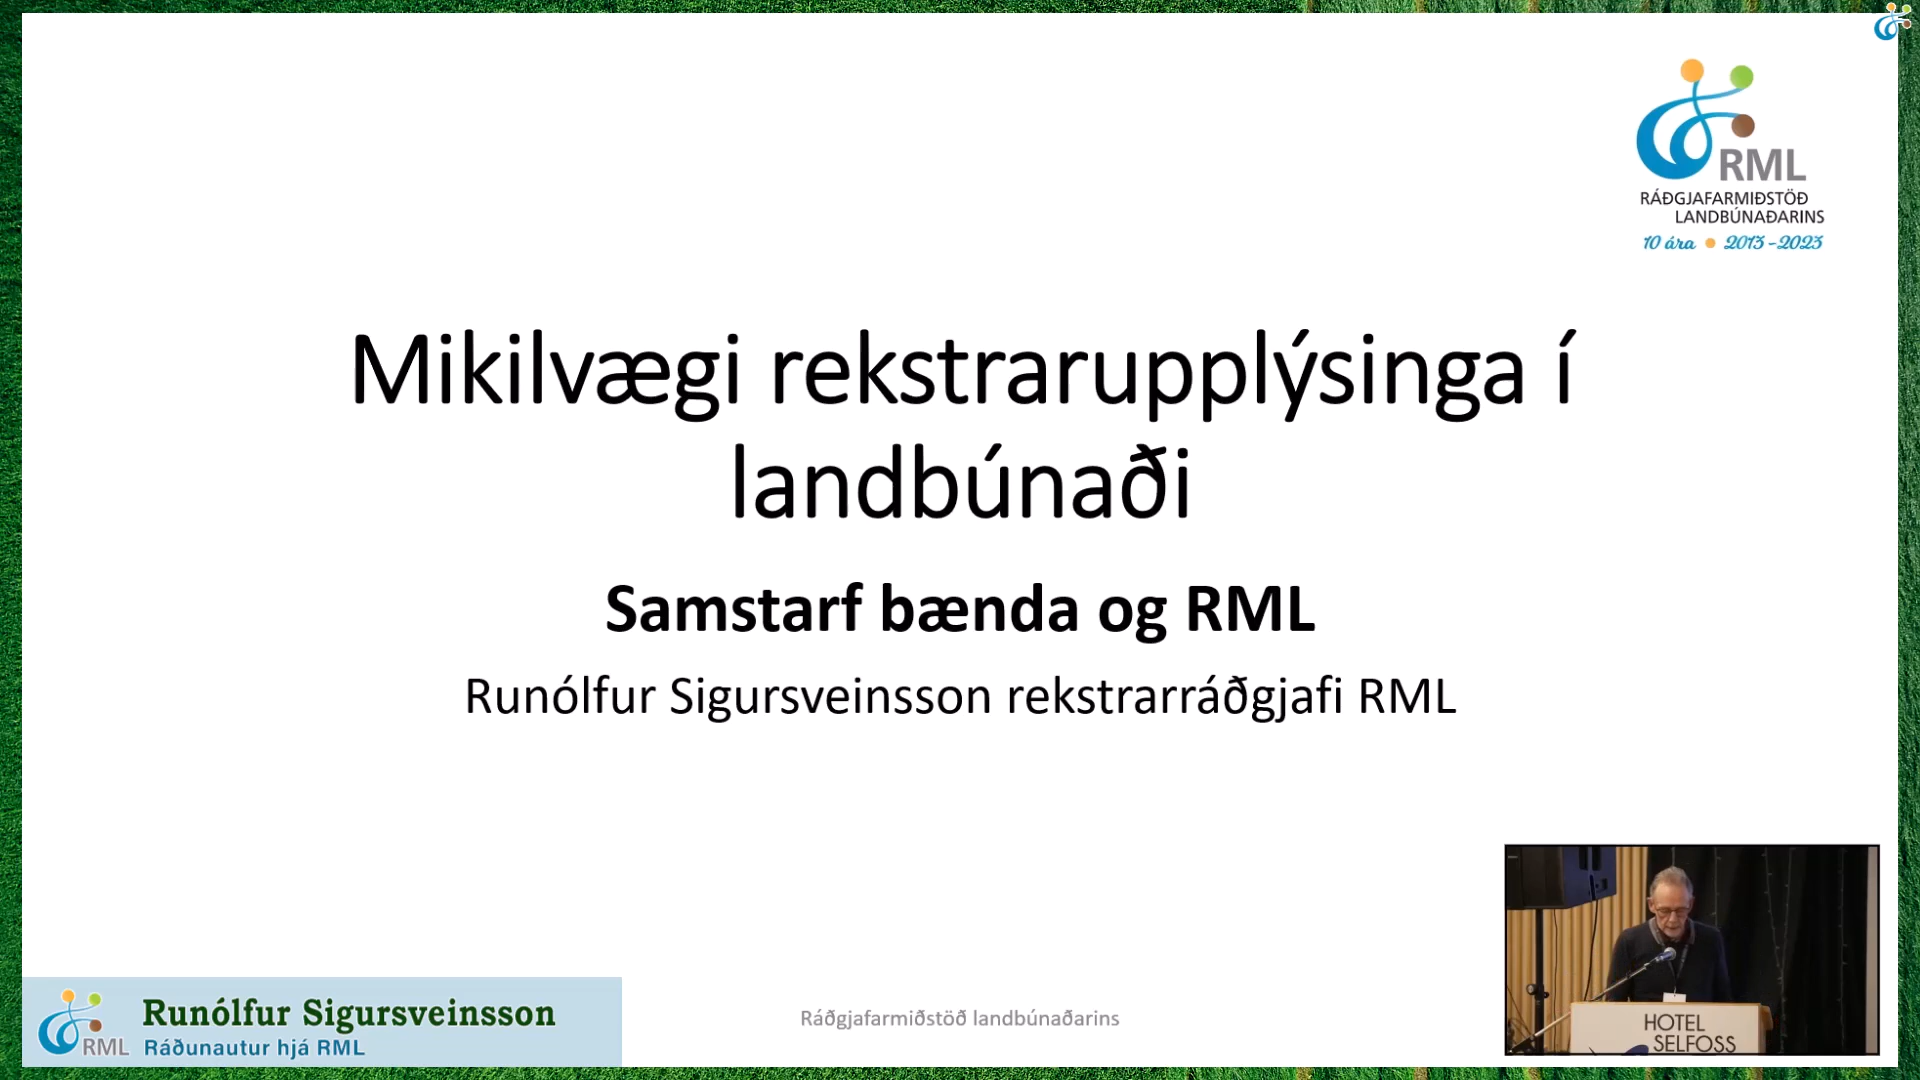 RML
RÁÐGJAFARMIÐSTÖÐ
LANDBÚNAÐARINS
10 ára • 2013-2023
Mikilvægi rekstrarupplýsinga í
landbúnaði
Samstarf bænda og RML
Runólfur Sigursveinsson rekstrarráðgjafi RML
RML
Runólfur Sigursveinsson
Ráðunautur hjá RML
Ráðgjafarmiðstöð landbúnaðarins
HOTEL
SELFOSS